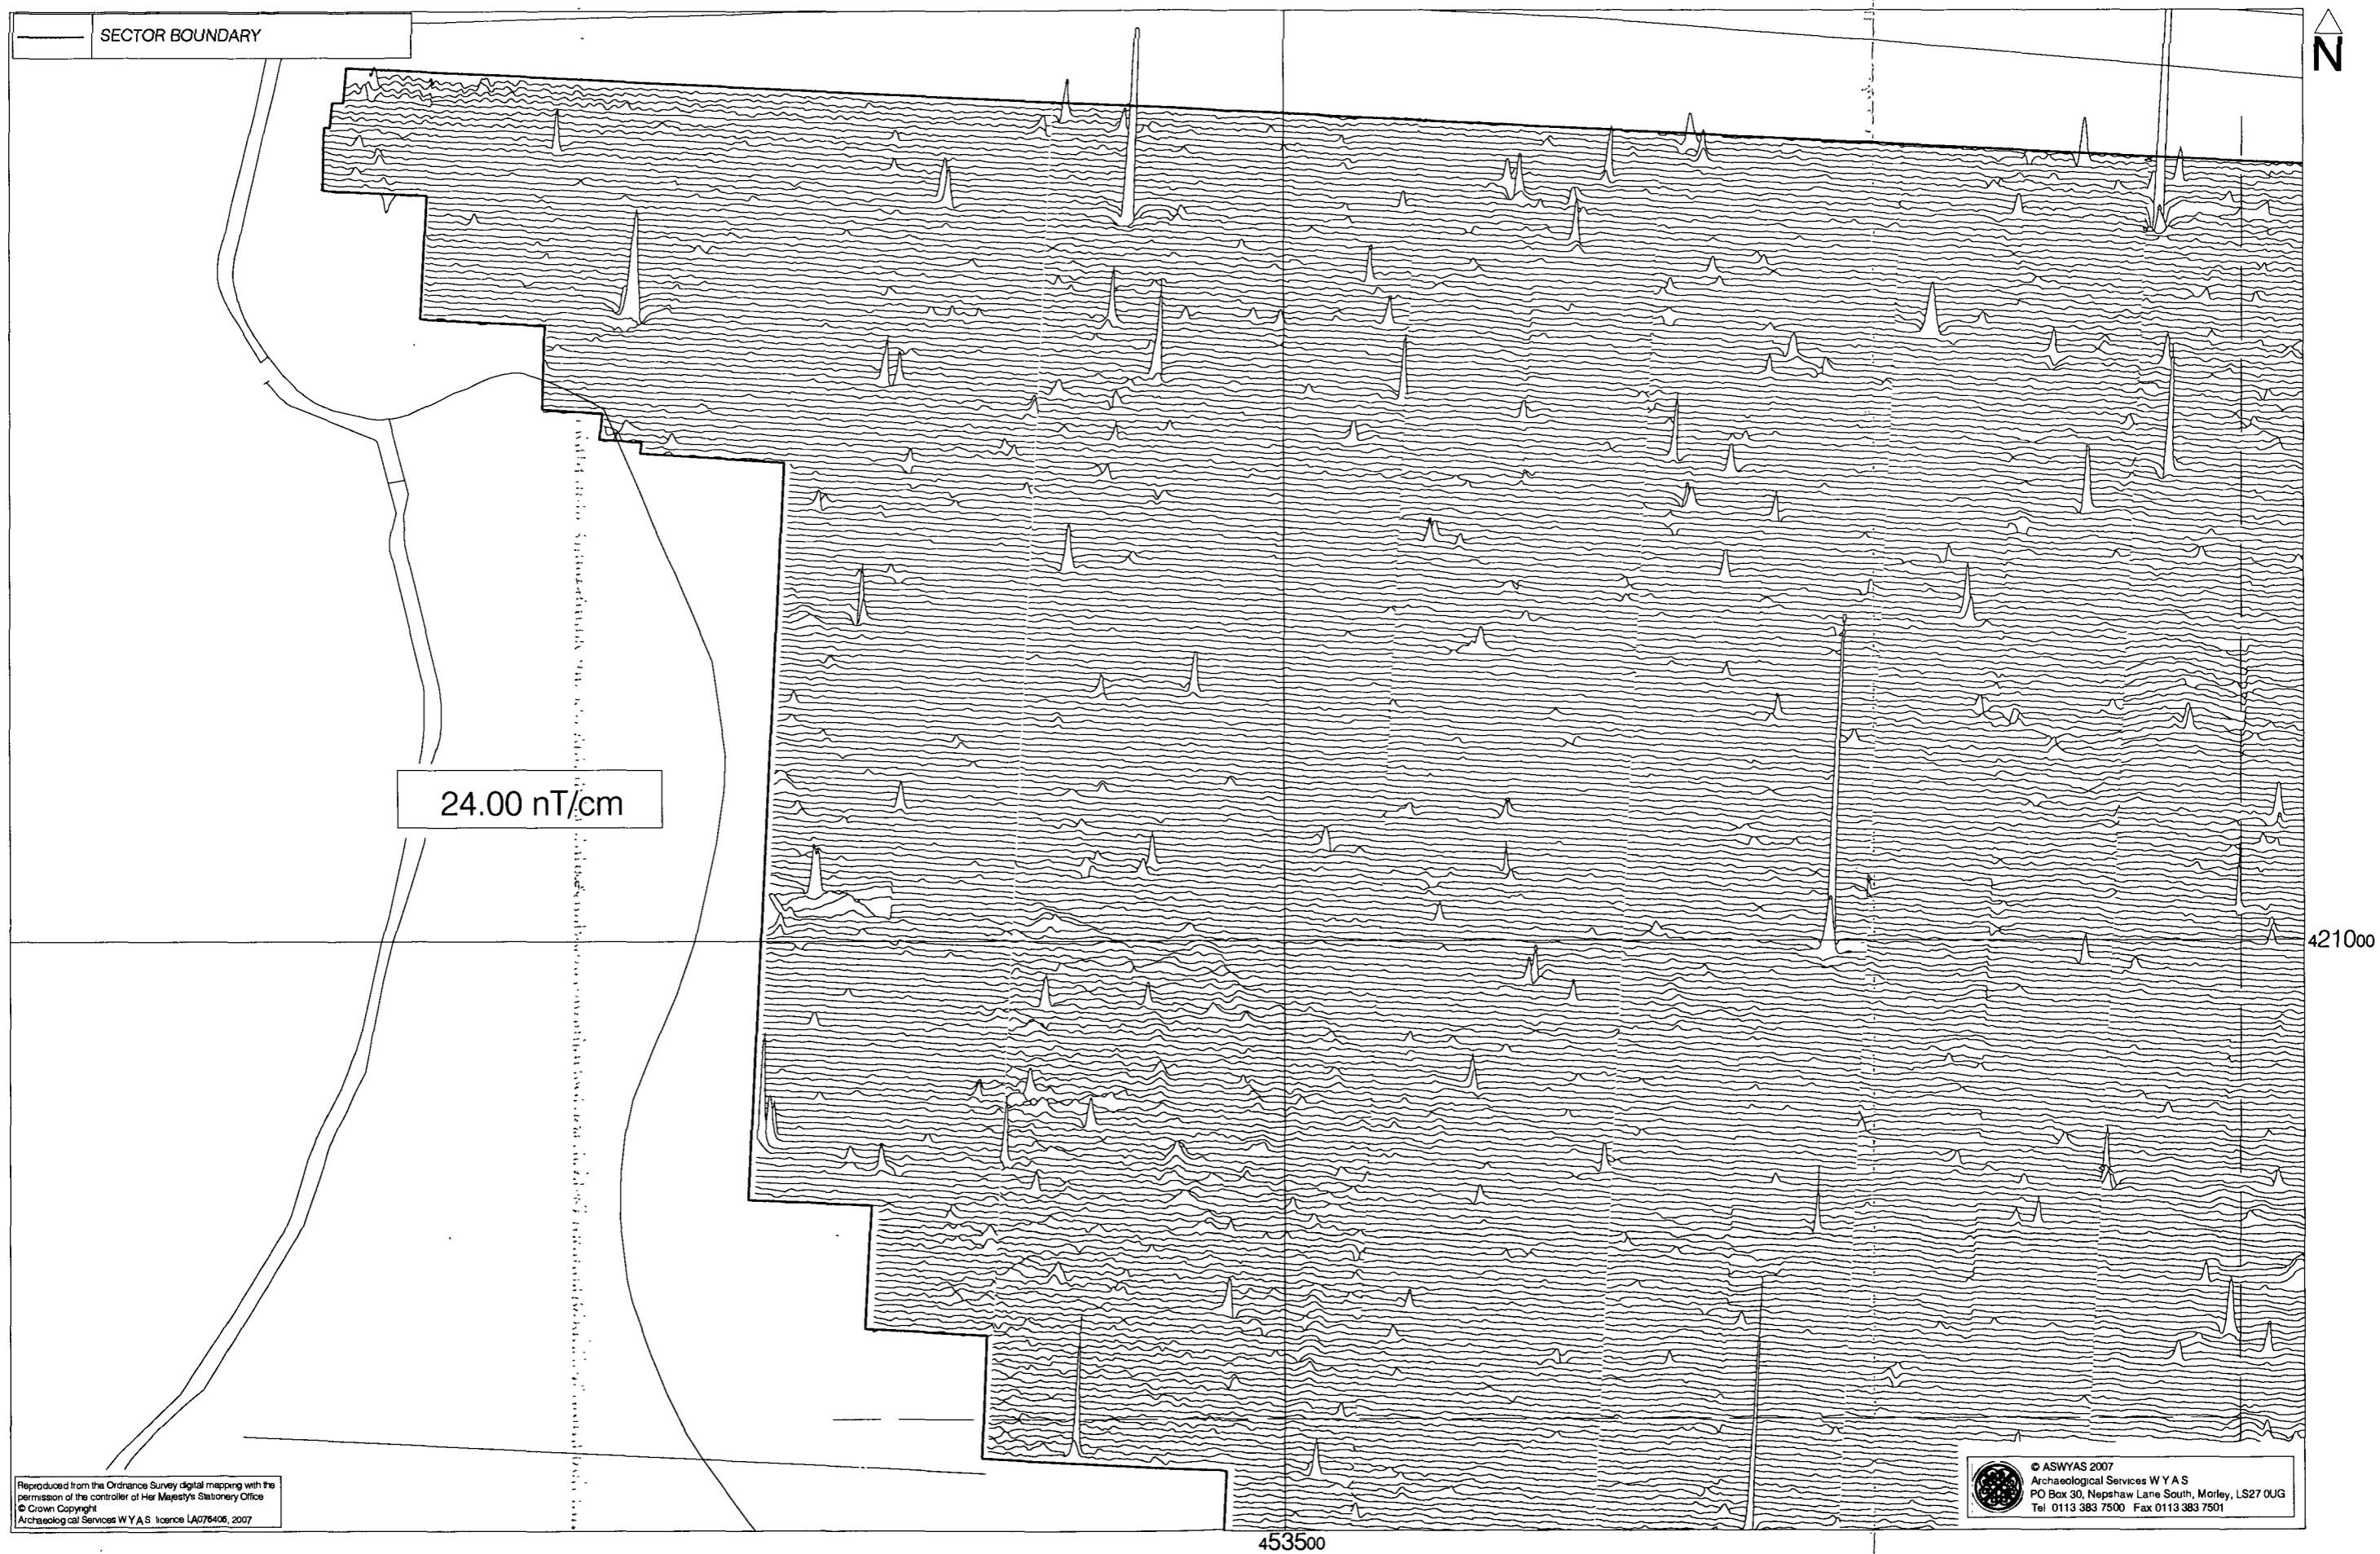 SECTOR BOUNDARY
N
24.00 nT/cm
42100
45350
Reproduced from the Ordnance Survey digital mapping with the
permission of the controller of Her Majesty's Stationery Office
© Crown Copyright
Archaeological Services W Y A S licence LA076406, 2007
© ASWYAS 2007
Archaeological Services W Y A S
PO Box 30, Nepshaw Lane South, Morley, LS27 0UG
Tel 0113 383 7500 Fax 0113 383 7501